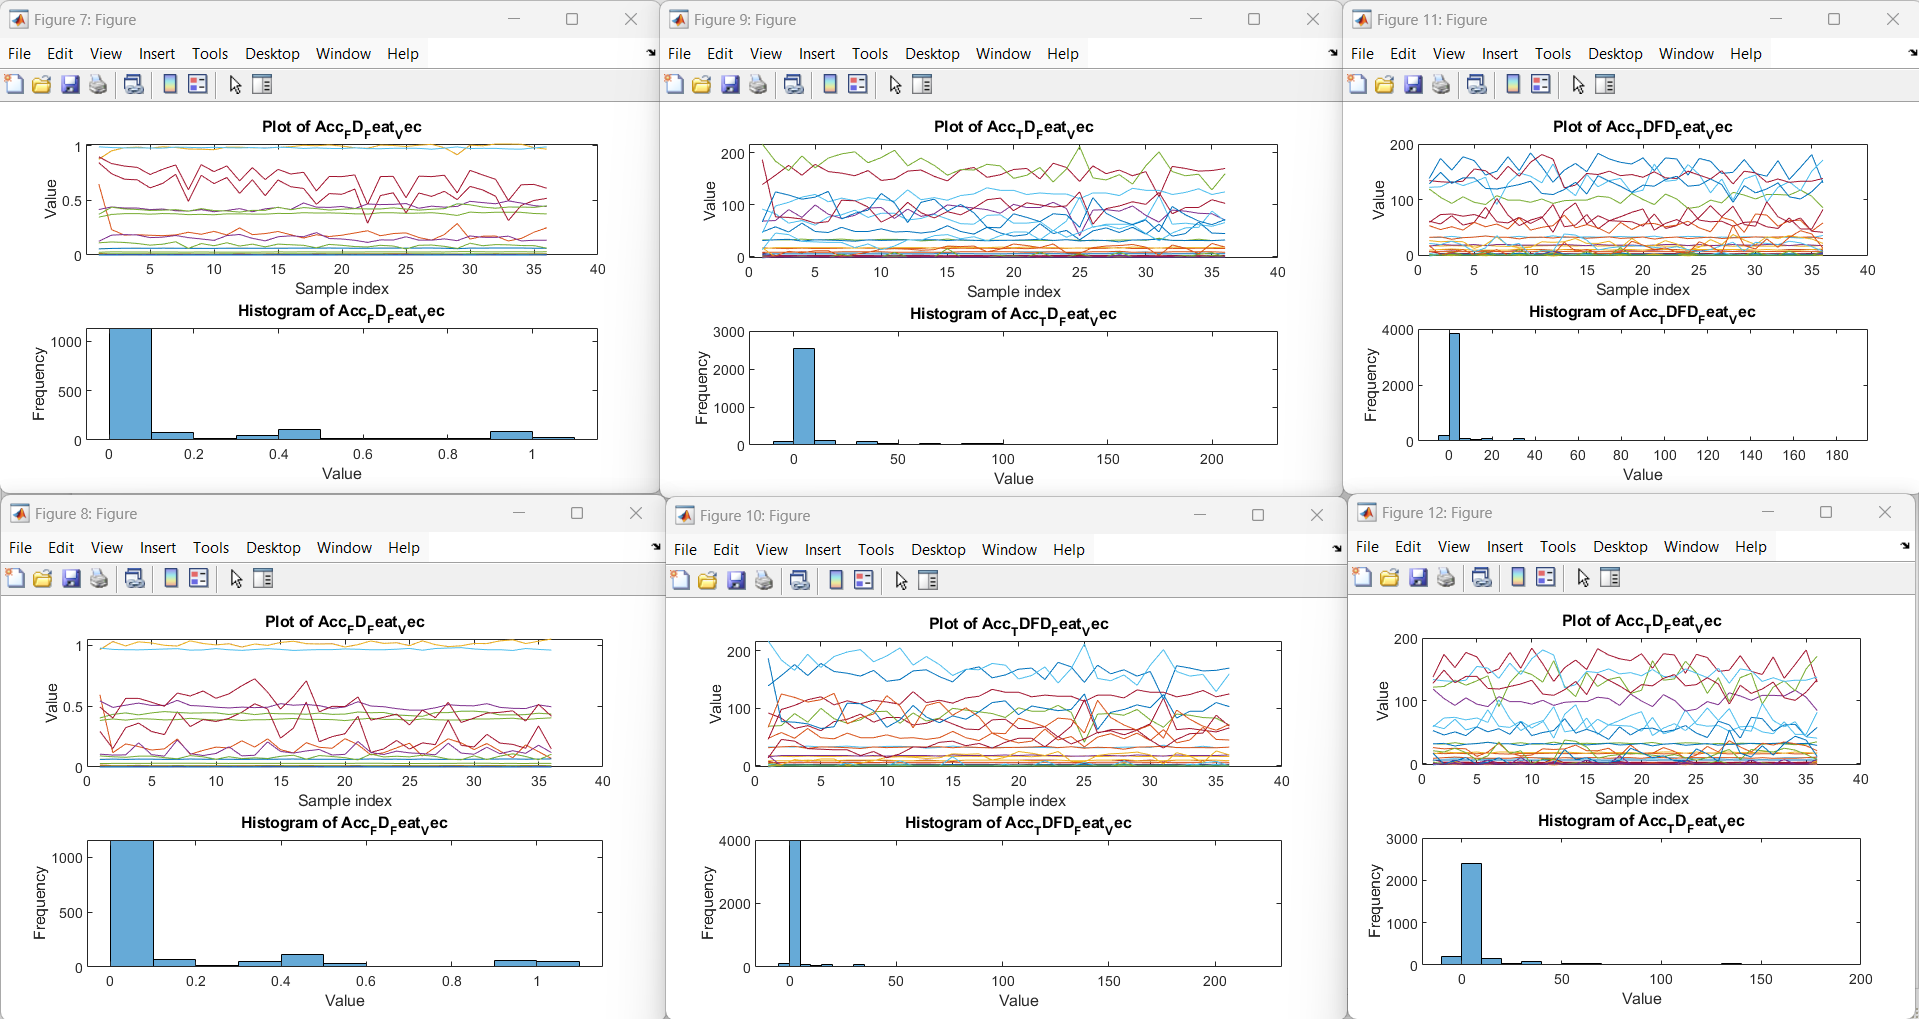 Figure 7: Figure
File Edit View Insert Tools Desktop Window Help
Plot of Acc_FD_Feat_Vec
1
0.5
0
Value
5 10 15 20 25 30 35 40
Sample index
Histogram of Acc_FD_Feat_Vec
1000
500
0
Frequency
0 0.2 0.4 0.6 0.8 1
Value
Figure 9: Figure
File Edit View Insert Tools Desktop Window Help
Plot of Acc_TD_Feat_Vec
200
100
0
Value
0 5 10 15 20 25 30 35 40
Sample index
Histogram of Acc_TD_Feat_Vec
3000
2000
1000
0
Frequency
0 50 100 150 200
Value
Figure 11: Figure
File Edit View Insert Tools Desktop Window Help
Plot of Acc_TDFD_Feat_Vec
200
100
0
Value
0 5 10 15 20 25 30 35 40
Sample index
Histogram of Acc_TDFD_Feat_Vec
4000
2000
0
Frequency
0 20 40 60 80 100 120 140 160 180
Value
Figure 8: Figure
File Edit View Insert Tools Desktop Window Help
Plot of Acc_FD_Feat_Vec
1
0.5
0
Value
0 5 10 15 20 25 30 35 40
Sample index
Histogram of Acc_FD_Feat_Vec
1000
500
0
Frequency
0 0.2 0.4 0.6 0.8 1
Value
Figure 10: Figure
File Edit View Insert Tools Desktop Window Help
Plot of Acc_TDFD_Feat_Vec
200
100
0
Value
0 5 10 15 20 25 30 35 40
Sample index
Histogram of Acc_TDFD_Feat_Vec
4000
2000
0
Frequency
0 50 100 150 200
Value
Figure 12: Figure
File Edit View Insert Tools Desktop Window Help
Plot of Acc_TD_Feat_Vec
200
100
0
Value
0 5 10 15 20 25 30 35 40
Sample index
Histogram of Acc_TD_Feat_Vec
3000
2000
1000
0
Frequency
0 50 100 150 200
Value